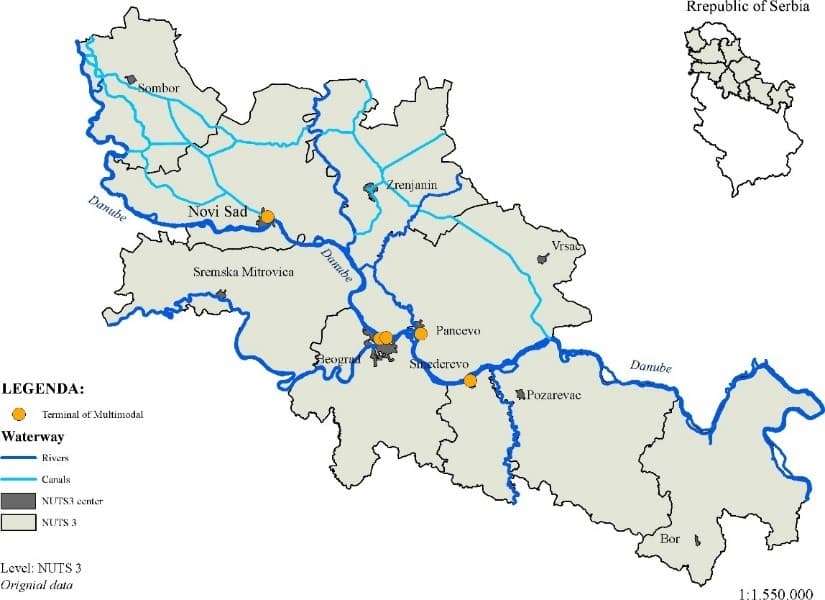 Rrepublic of Serbia
Sombor
Danube
Novi Sad
Zrenjanin
Danube
Vrsac
Sremska Mitrovica
Pancevo
Beograd
Smederevo
Danube
Pozarevac
Bor
LEGENDA:
Terminal of Multimodal
Waterway
Rivers
Canals
NUTS3 center
NUTS 3
Level: NUTS 3
Orignial data
1:1.550.000